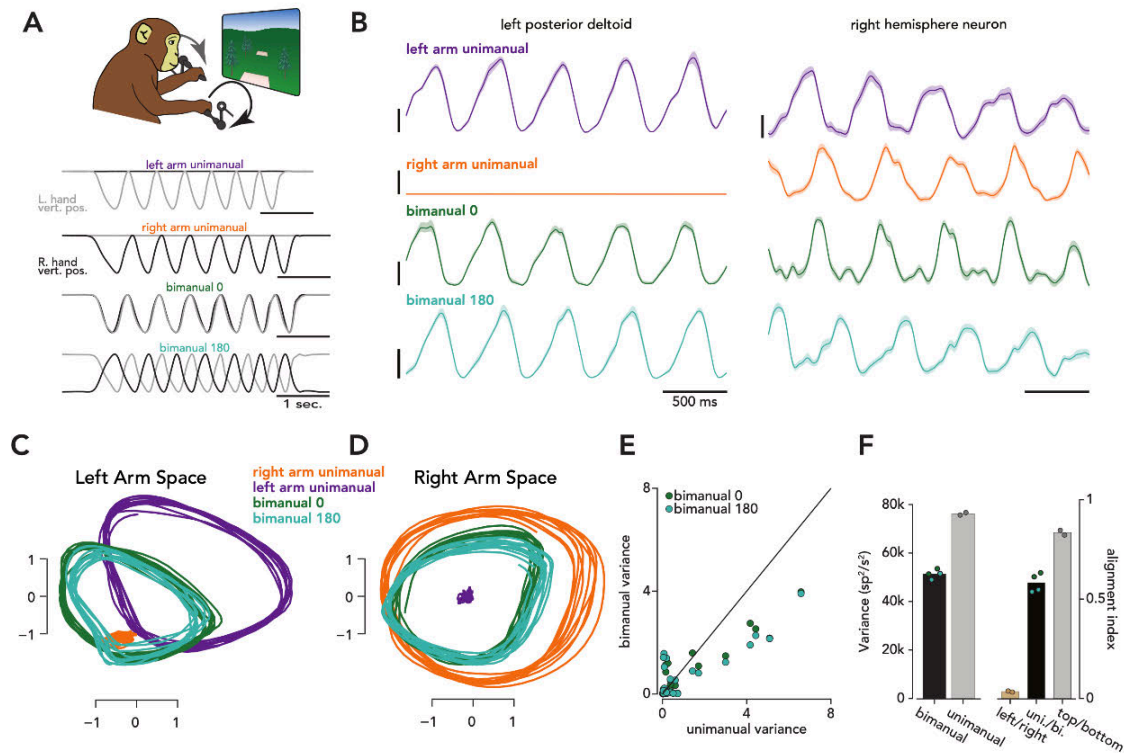 A
left arm unimanual
L. hand
vert. pos.
right arm unimanual
R. hand
vert. pos.
bimanual 0
bimanual 180
1 sec.
B
left posterior deltoid
right hemisphere neuron
left arm unimanual
right arm unimanual
bimanual 0
bimanual 180
500 ms
C
Left Arm Space
right arm unimanual
left arm unimanual
bimanual 0
bimanual 180
1
0
−1
−1 0 1
D
Right Arm Space
1
0
−1
−1 0 1
E
bimanual 0
bimanual 180
8
4
0
bimanual variance
0 4 8
unimanual variance
F
80k
60k
40k
20k
0
Variance (sp²/s²)
1
0.5
0
alignment index
bimanual
unimanual
left/right
uni./bi.
top/bottom